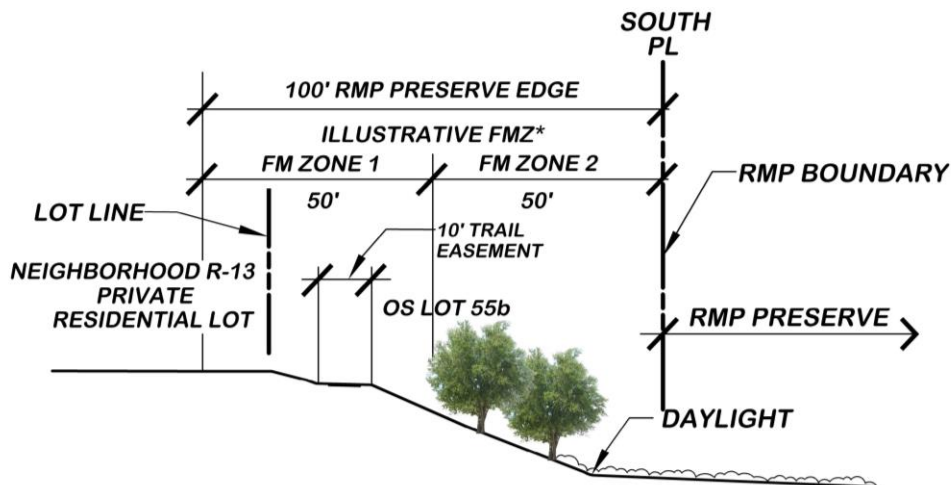 SOUTH
PL
100' RMP PRESERVE EDGE
ILLUSTRATIVE FMZ*
FM ZONE 1
FM ZONE 2
50'
50'
RMP BOUNDARY
LOT LINE
10' TRAIL
EASEMENT
NEIGHBORHOOD R-13
PRIVATE
RESIDENTIAL LOT
OS LOT 55b
RMP PRESERVE
DAYLIGHT